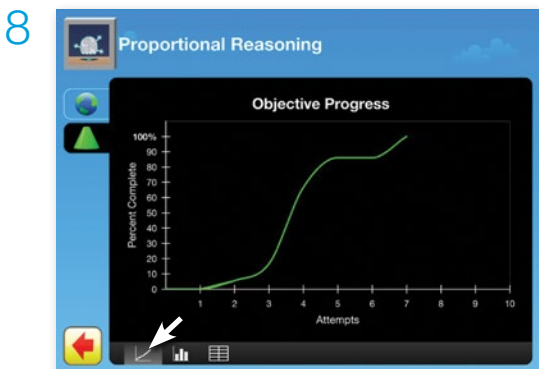 8
Proportional Reasoning
Objective Progress
Percent Complete
100%
90
80
70
60
50
40
30
20
10
0
1 2 3 4 5 6 7 8 9 10
Attempts